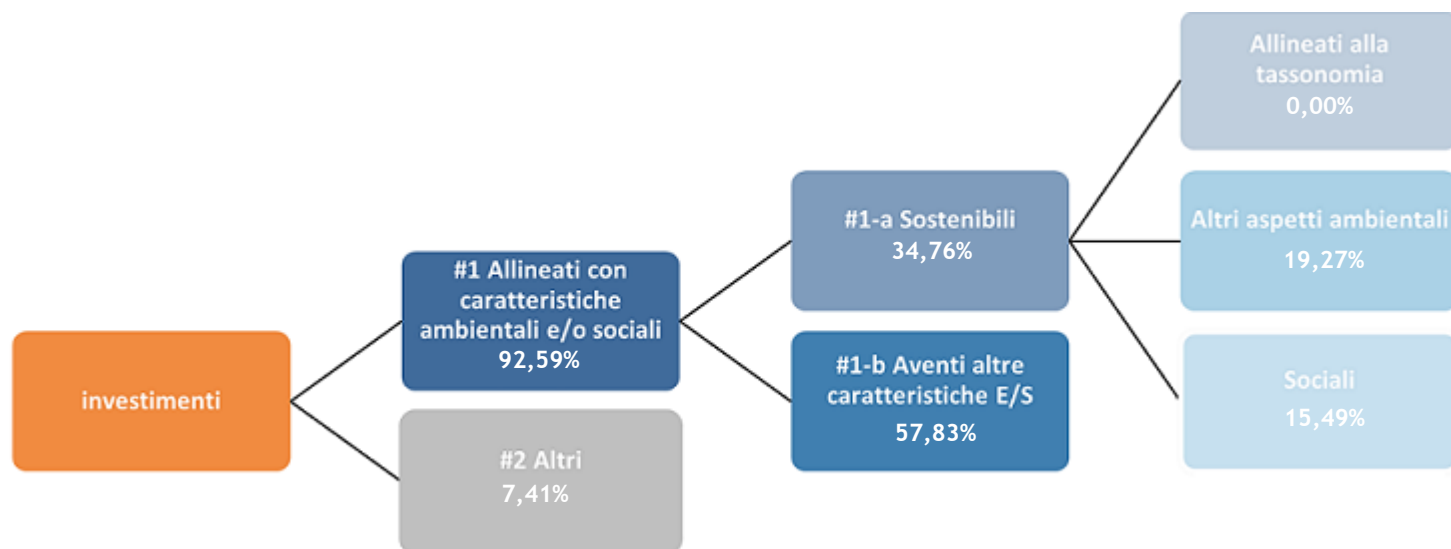 investimenti
#1 Allineati con
caratteristiche
ambientali e/o sociali
92,59%
#2 Altri
7,41%
#1-a Sostenibili
34,76%
#1-b Aventi altre
caratteristiche E/S
57,83%
Allineati alla
tassonomia
0,00%
Altri aspetti ambientali
19,27%
Sociali
15,49%